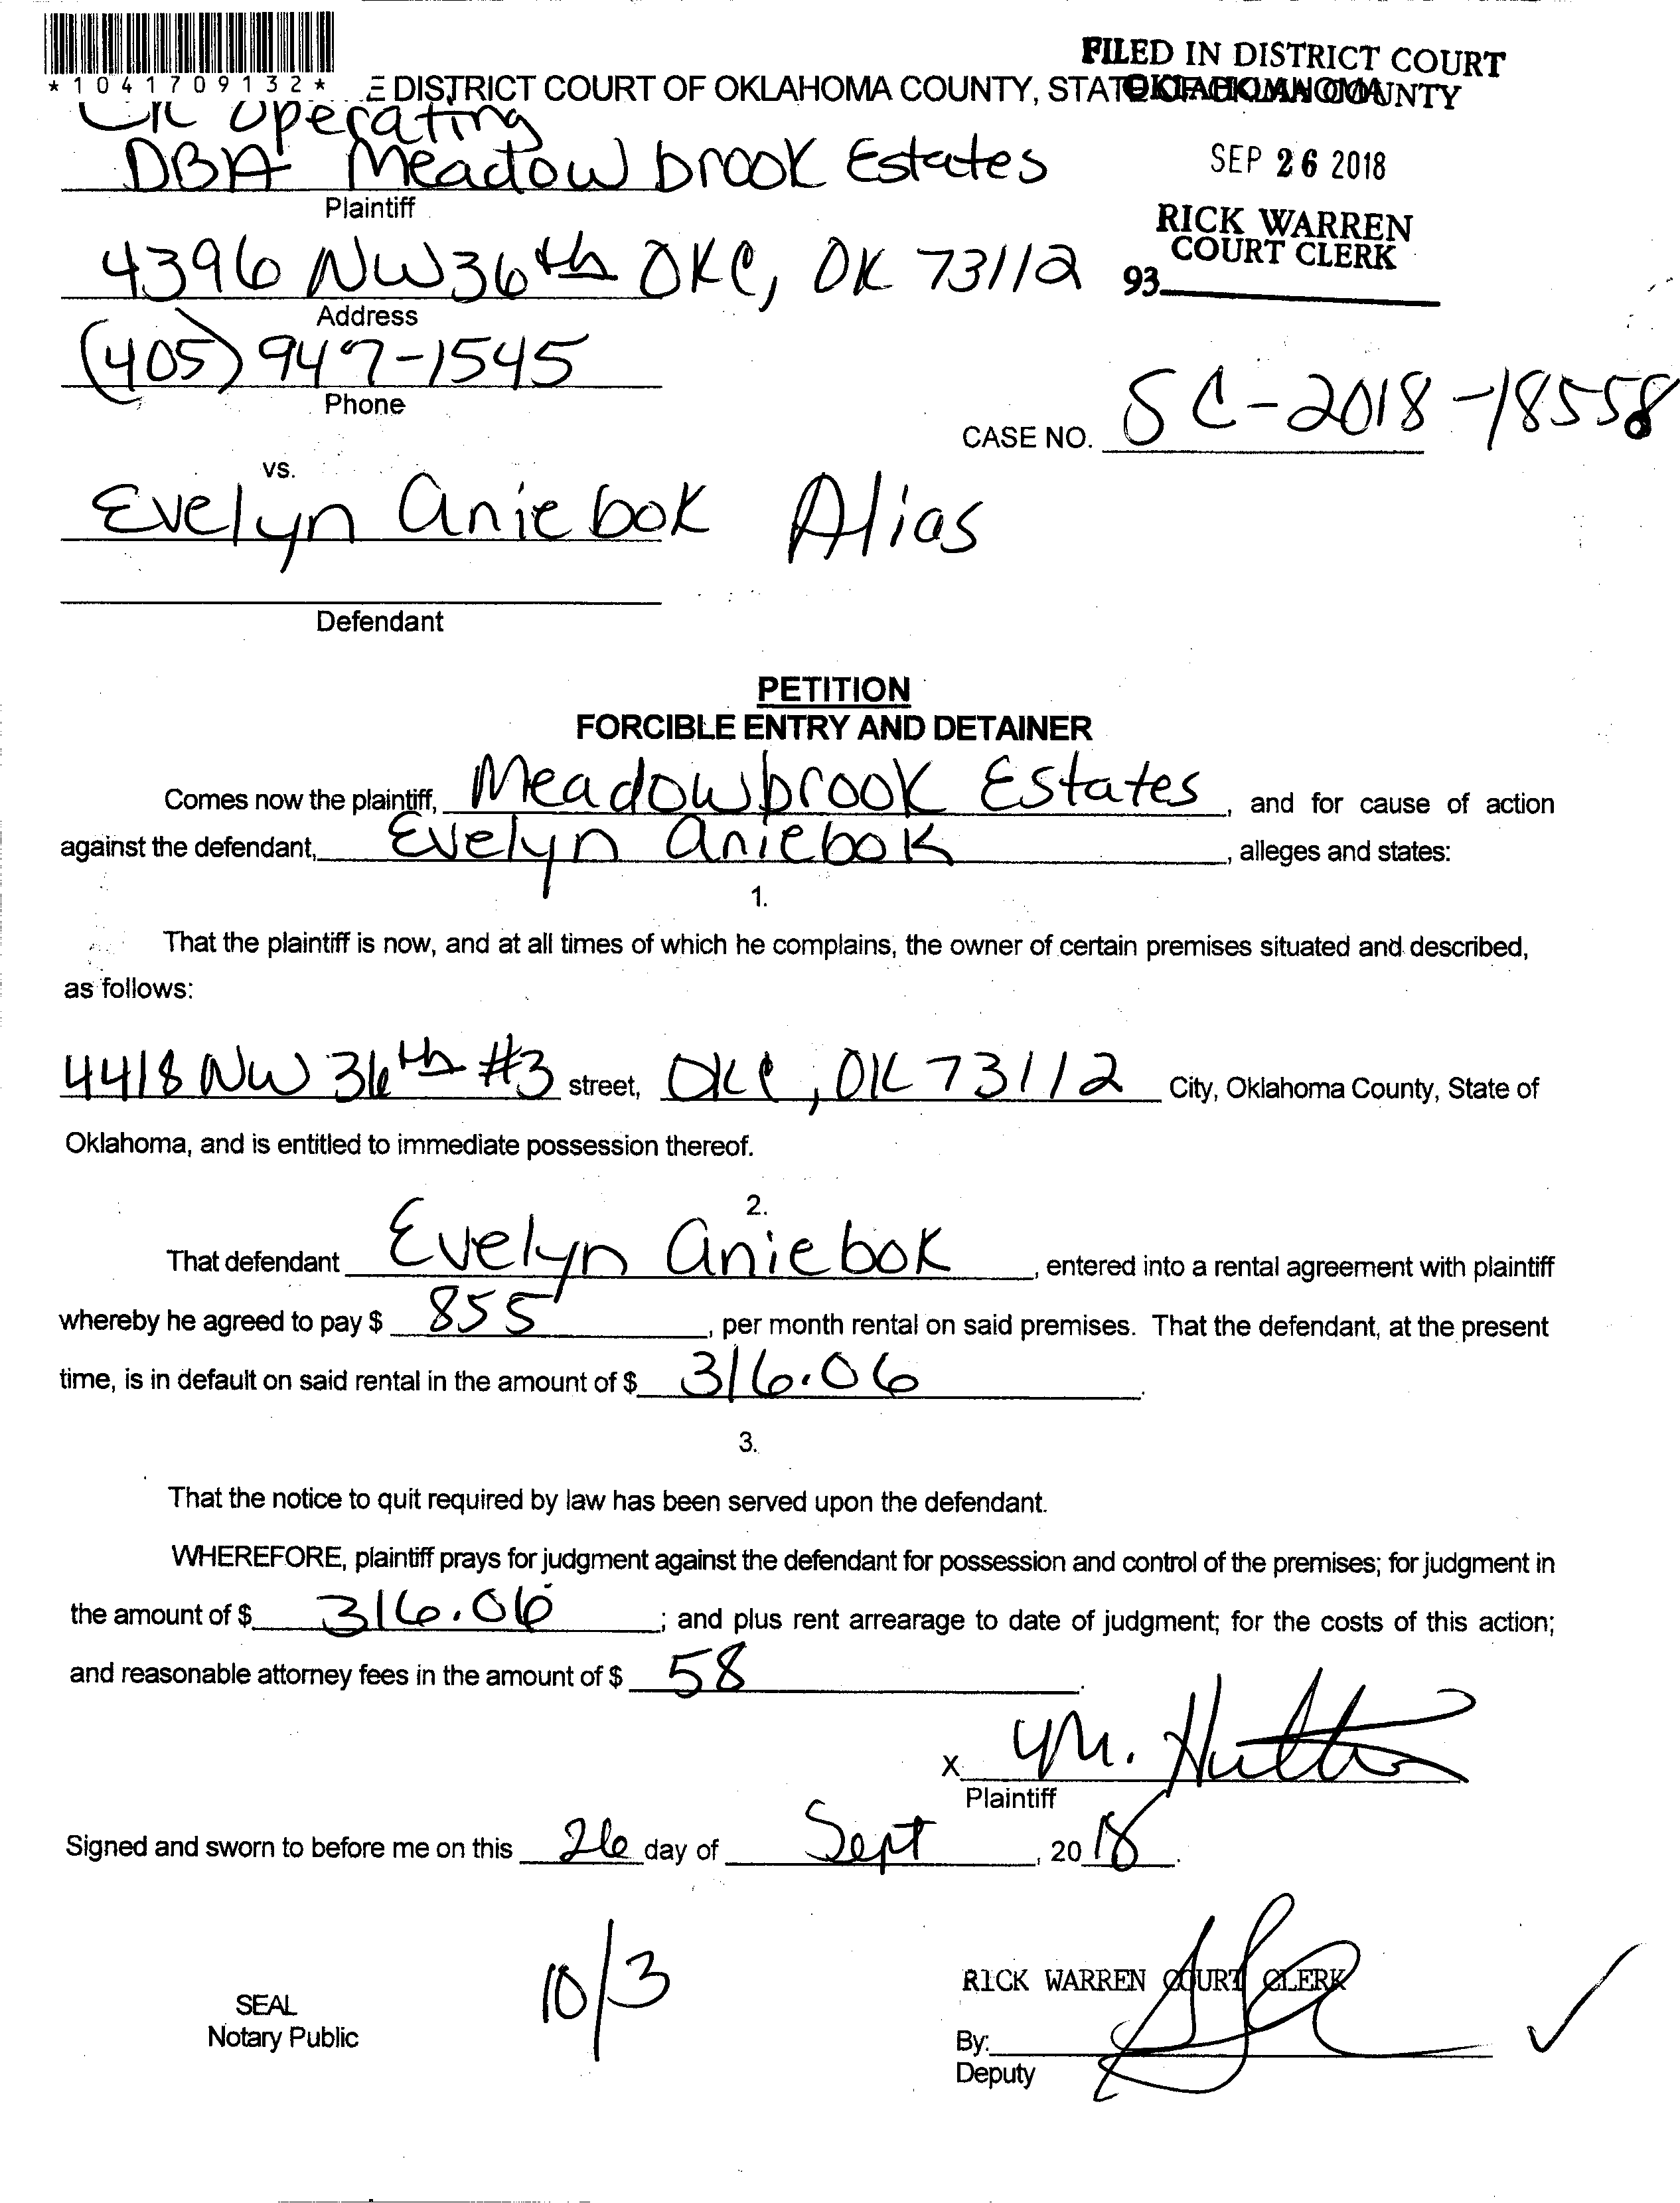 *1041709132*
FILED IN DISTRICT COURT
OKLAHOMA COUNTY
E DISTRICT COURT OF OKLAHOMA COUNTY, STATE OF OKLAHOMA
Operating
DBA Meadowbrook Estates
Plaintiff
SEP 26 2018
RICK WARREN
COURT CLERK
93
4396 NW 36th OKC, OK 73112
Address
(405) 947-1545
Phone
CASE NO. SC-2018-18558
vs.
Evelyn Aniebok Alias
Defendant
PETITION
FORCIBLE ENTRY AND DETAINER
Comes now the plaintiff, Meadowbrook Estates, and for cause of action
against the defendant, Evelyn Aniebok, alleges and states:
1.
That the plaintiff is now, and at all times of which he complains, the owner of certain premises situated and described,
as follows:
4418 NW 36th #3 street, OKC, OK 73112 City, Oklahoma County, State of
Oklahoma, and is entitled to immediate possession thereof.
2.
That defendant Evelyn Aniebok, entered into a rental agreement with plaintiff
whereby he agreed to pay $ 855, per month rental on said premises. That the defendant, at the present
time, is in default on said rental in the amount of $ 316.06.
3.
That the notice to quit required by law has been served upon the defendant.
WHEREFORE, plaintiff prays for judgment against the defendant for possession and control of the premises; for judgment in
the amount of $ 316.06; and plus rent arrearage to date of judgment; for the costs of this action;
and reasonable attorney fees in the amount of $ 58.
X M. Hutton
Plaintiff
Signed and sworn to before me on this 26 day of Sept, 2018.
10/3
SEAL
Notary Public
RICK WARREN COURT CLERK
By:
Deputy